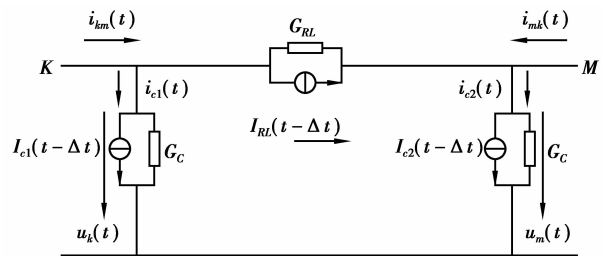 i_km(t)
G_RL
i_mk(t)
K
M
i_c1(t)
i_c2(t)
I_RL(t-Δt)
I_c1(t-Δt)
G_C
I_c2(t-Δt)
G_C
u_k(t)
u_m(t)